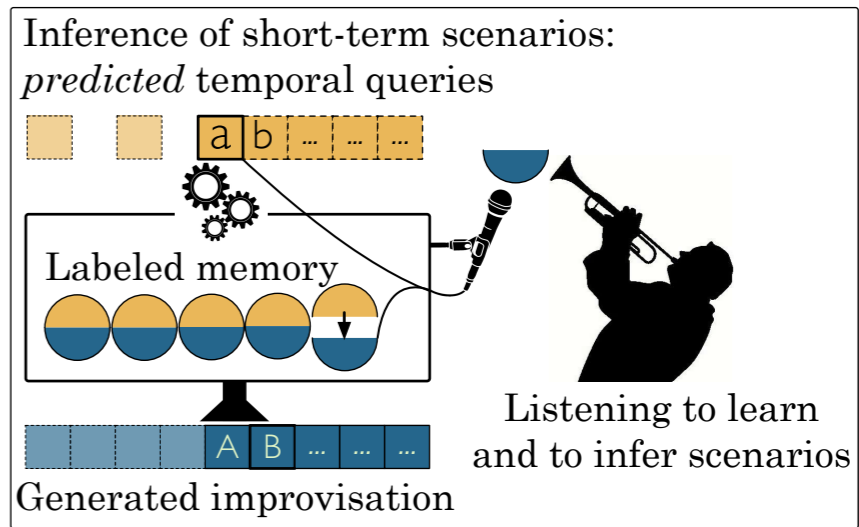 Inference of short-term scenarios:
predicted temporal queries
a b ... ... ...
Labeled memory
A B ... ... ...
Generated improvisation
Listening to learn
and to infer scenarios